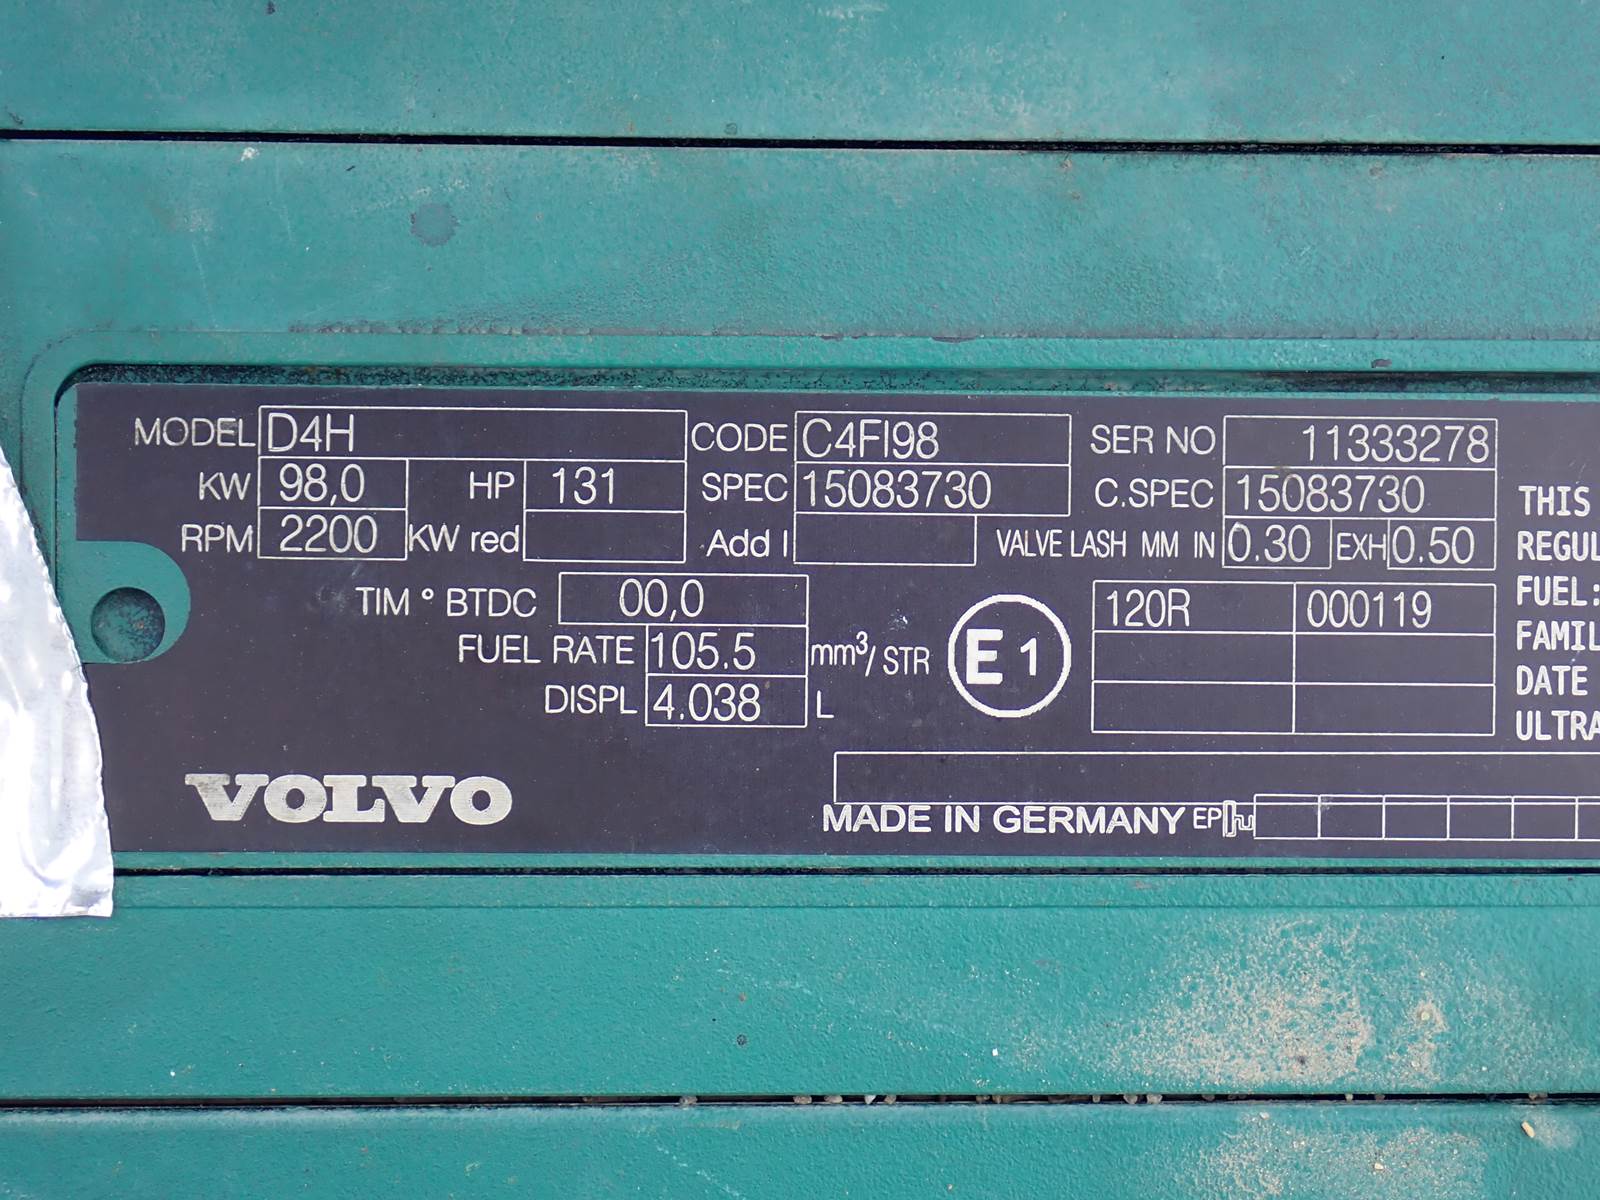 MODEL D4H CODE C4FI98 SER NO 11333278
KW 98,0 HP 131 SPEC 15083730 C.SPEC 15083730
RPM 2200 KW red Add I VALVE LASH MM IN 0.30 EXH 0.50
TIM ° BTDC 00,0
FUEL RATE 105.5 mm³/STR
DISPL 4.038 L
E 1
120R 000119
THIS
REGUL
FUEL:
FAMIL
DATE
ULTRA
VOLVO
MADE IN GERMANY EP